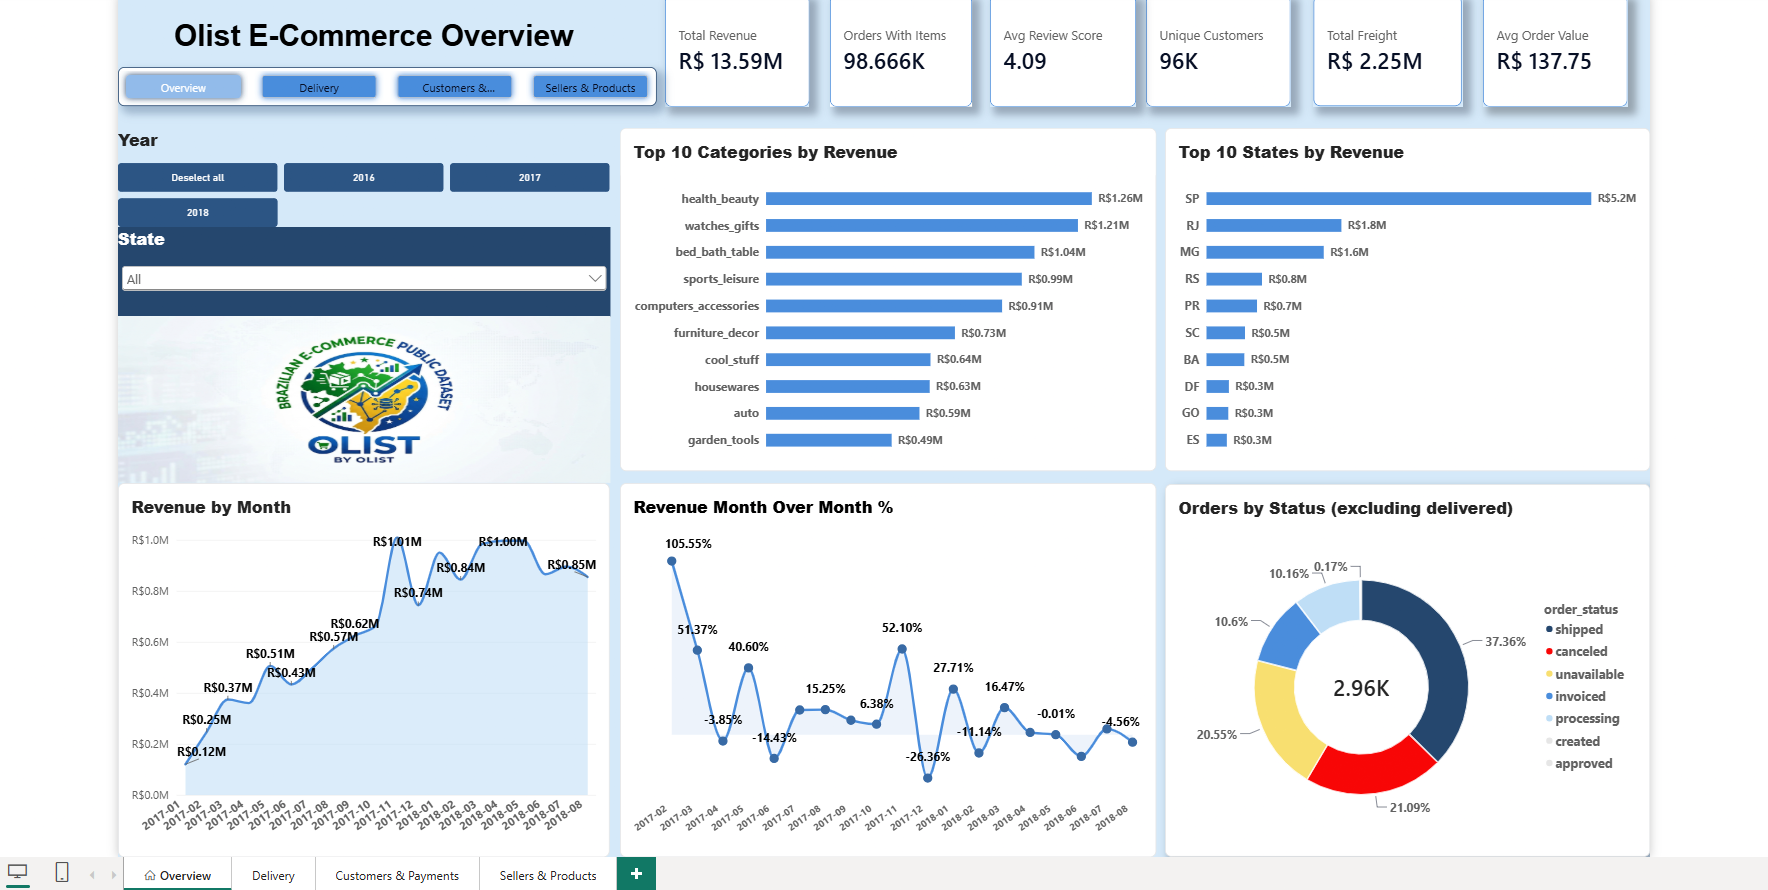 Olist E-Commerce Overview
Overview
Delivery
Customers &...
Sellers & Products
Total Revenue
R$ 13.59M
Orders With Items
98.666K
Avg Review Score
4.09
Unique Customers
96K
Total Freight
R$ 2.25M
Avg Order Value
R$ 137.75
Year
Deselect all
2016
2017
2018
State
All
BRAZILIAN E-COMMERCE PUBLIC DATASET
OLIST
BY OLIST
Top 10 Categories by Revenue
health_beauty R$1.26M
watches_gifts R$1.21M
bed_bath_table R$1.04M
sports_leisure R$0.99M
computers_accessories R$0.91M
furniture_decor R$0.73M
cool_stuff R$0.64M
housewares R$0.63M
auto R$0.59M
garden_tools R$0.49M
Top 10 States by Revenue
SP R$5.2M
RJ R$1.8M
MG R$1.6M
RS R$0.8M
PR R$0.7M
SC R$0.5M
BA R$0.5M
DF R$0.3M
GO R$0.3M
ES R$0.3M
Revenue by Month
R$1.0M
R$0.8M
R$0.6M
R$0.4M
R$0.2M
R$0.0M
R$0.12M
R$0.25M
R$0.37M
R$0.51M
R$0.43M
R$0.57M
R$0.62M
R$1.01M
R$0.74M
R$0.84M
R$1.00M
R$0.85M
2017-01
2017-02
2017-03
2017-04
2017-05
2017-06
2017-07
2017-08
2017-09
2017-10
2017-11
2017-12
2018-01
2018-02
2018-03
2018-04
2018-05
2018-06
2018-07
2018-08
Revenue Month Over Month %
105.55%
51.37%
-3.85%
40.60%
-14.43%
15.25%
6.38%
52.10%
-26.36%
27.71%
-11.14%
16.47%
-0.01%
-4.56%
2017-02
2017-03
2017-04
2017-05
2017-06
2017-07
2017-08
2017-09
2017-10
2017-11
2017-12
2018-01
2018-02
2018-03
2018-04
2018-05
2018-06
2018-07
2018-08
Orders by Status (excluding delivered)
0.17%
10.16%
10.6%
20.55%
21.09%
37.36%
2.96K
order_status
shipped
canceled
unavailable
invoiced
processing
created
approved
Overview
Delivery
Customers & Payments
Sellers & Products
+